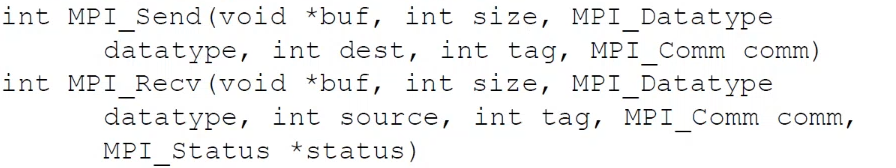 int MPI_Send(void *buf, int size, MPI_Datatype
datatype, int dest, int tag, MPI_Comm comm)
int MPI_Recv(void *buf, int size, MPI_Datatype
datatype, int source, int tag, MPI_Comm comm,
MPI_Status *status)